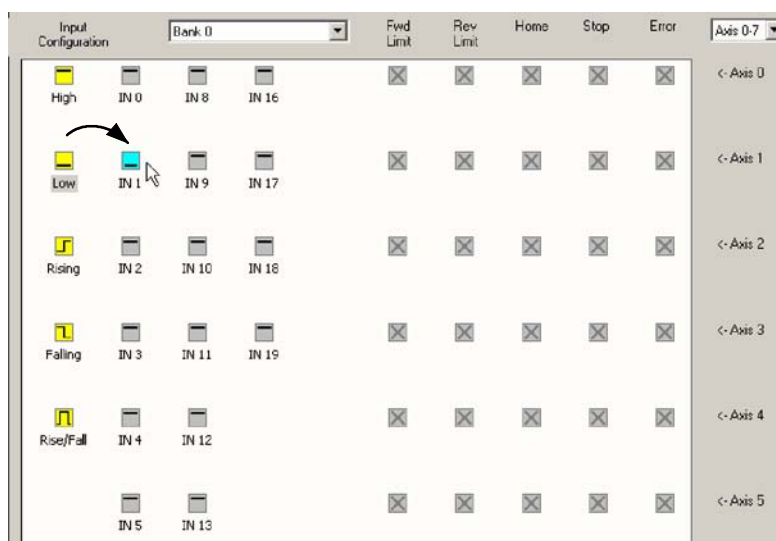 Input Configuration
Bank 0
Fwd Limit
Rev Limit
Home
Stop
Error
Axis 0-7
High
IN 0
IN 8
IN 16
<- Axis 0
Low
IN 1
IN 9
IN 17
<- Axis 1
Rising
IN 2
IN 10
IN 18
<- Axis 2
Falling
IN 3
IN 11
IN 19
<- Axis 3
Rise/Fall
IN 4
IN 12
<- Axis 4
IN 5
IN 13
<- Axis 5